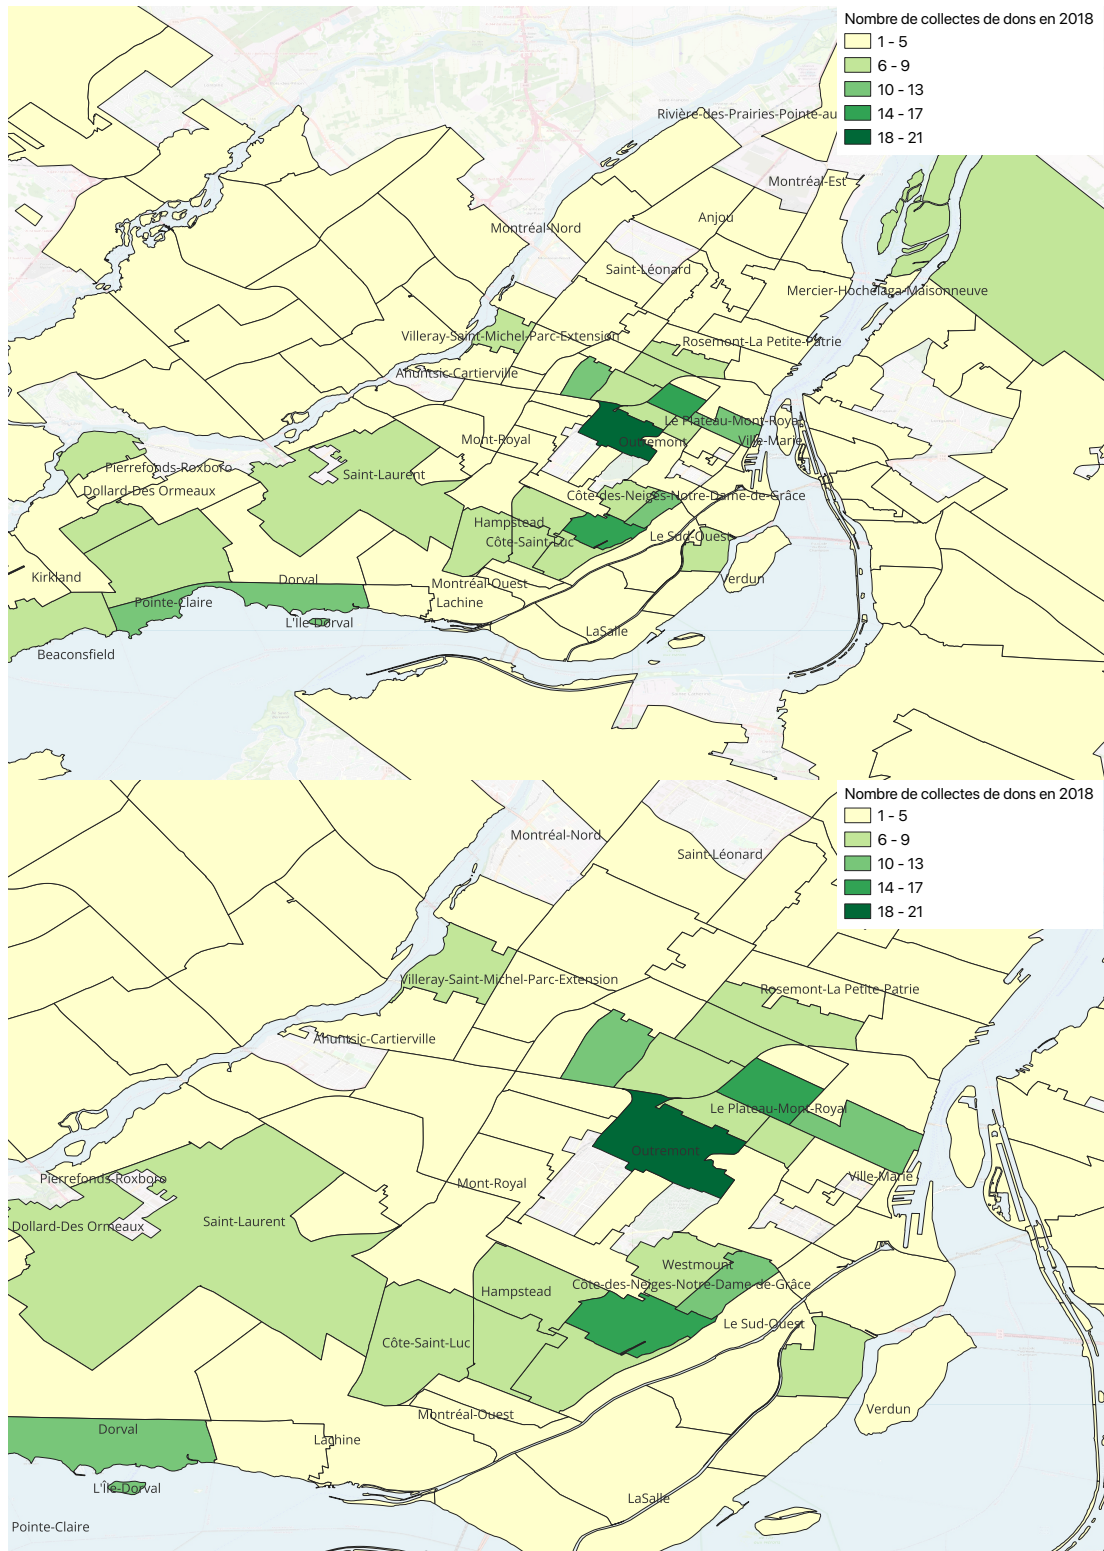 Nombre de collectes de dons en 2018
1 - 5
6 - 9
10 - 13
14 - 17
18 - 21
Rivière-des-Prairies-Pointe-au
Montréal-Est
Anjou
Montréal-Nord
Saint-Léonard
Mercier-Hochelaga-Maisonneuve
Villeray-Saint-Michel-Parc-Extension
Rosemont-La Petite-Patrie
Ahuntsic-Cartierville
Le Plateau-Mont-Royal
Mont-Royal
Outremont
Ville-Marie
Pierrefonds-Roxboro
Saint-Laurent
Dollard-Des Ormeaux
Côte-des-Neiges-Notre-Dame-de-Grâce
Hampstead
Le Sud-Ouest
Côte-Saint-Luc
Kirkland
Dorval
Montréal-Ouest
Verdun
Pointe-Claire
Lachine
L'Île-Dorval
LaSalle
Beaconsfield
Nombre de collectes de dons en 2018
1 - 5
6 - 9
10 - 13
14 - 17
18 - 21
Montréal-Nord
Saint-Léonard
Villeray-Saint-Michel-Parc-Extension
Rosemont-La Petite-Patrie
Ahuntsic-Cartierville
Le Plateau-Mont-Royal
Outremont
Pierrefonds-Roxboro
Ville-Marie
Mont-Royal
Saint-Laurent
Dollard-Des Ormeaux
Westmount
Côte-des-Neiges-Notre-Dame-de-Grâce
Hampstead
Le Sud-Ouest
Côte-Saint-Luc
Verdun
Montréal-Ouest
Dorval
Lachine
L'Île-Dorval
LaSalle
Pointe-Claire